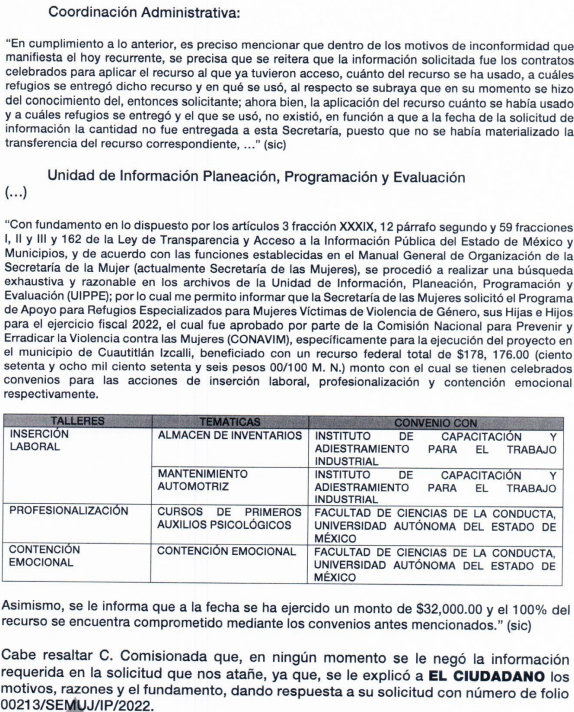 Coordinación Administrativa:
“En cumplimiento a lo anterior, es preciso mencionar que dentro de los motivos de inconformidad que
manifiesta el hoy recurrente, se precisa que se reitera que la información solicitada fue los contratos
celebrados para aplicar el recurso al que ya tuvieron acceso, cuánto del recurso se ha usado, a cuáles
refugios se entregó dicho recurso y en qué se usó, al respecto se subraya que en su momento se hizo
del conocimiento del, entonces solicitante; ahora bien, la aplicación del recurso cuánto se había usado
y a cuáles refugios se entregó y el que se usó, no existió, en función a que a la fecha de la solicitud de
información la cantidad no fue entregada a esta Secretaría, puesto que no se había materializado la
transferencia del recurso correspondiente, …” (sic)
Unidad de Información Planeación, Programación y Evaluación
(...)
“Con fundamento en lo dispuesto por los artículos 3 fracción XXXIX, 12 párrafo segundo y 59 fracciones
I, II y III y 162 de la Ley de Transparencia y Acceso a la Información Pública del Estado de México y
Municipios, y de acuerdo con las funciones establecidas en el Manual General de Organización de la
Secretaría de la Mujer (actualmente Secretaría de las Mujeres), se procedió a realizar una búsqueda
exhaustiva y razonable en los archivos de la Unidad de Información, Planeación, Programación y
Evaluación (UIPPE); por lo cual me permito informar que la Secretaría de las Mujeres solicitó el Programa
de Apoyo para Refugios Especializados para Mujeres Víctimas de Violencia de Género, sus Hijas e Hijos
para el ejercicio fiscal 2022, el cual fue aprobado por parte de la Comisión Nacional para Prevenir y
Erradicar la Violencia contra las Mujeres (CONAVIM), específicamente para la ejecución del proyecto en
el municipio de Cuautitlán Izcalli, beneficiado con un recurso federal total de $178, 176.00 (ciento
setenta y ocho mil ciento setenta y seis pesos 00/100 M. N.) monto con el cual se tienen celebrados
convenios para las acciones de inserción laboral, profesionalización y contención emocional
respectivamente.
TALLERES TEMATICAS CONVENIO CON
INSERCIÓN LABORAL ALMACEN DE INVENTARIOS INSTITUTO DE CAPACITACIÓN Y
ADIESTRAMIENTO PARA EL TRABAJO
INDUSTRIAL
MANTENIMIENTO AUTOMOTRIZ INSTITUTO DE CAPACITACIÓN Y
ADIESTRAMIENTO PARA EL TRABAJO
INDUSTRIAL
PROFESIONALIZACIÓN CURSOS DE PRIMEROS AUXILIOS PSICOLÓGICOS FACULTAD DE CIENCIAS DE LA CONDUCTA,
UNIVERSIDAD AUTÓNOMA DEL ESTADO DE
MÉXICO
CONTENCIÓN EMOCIONAL CONTENCIÓN EMOCIONAL FACULTAD DE CIENCIAS DE LA CONDUCTA,
UNIVERSIDAD AUTÓNOMA DEL ESTADO DE
MÉXICO
Asimismo, se le informa que a la fecha se ha ejercido un monto de $32,000.00 y el 100% del
recurso se encuentra comprometido mediante los convenios antes mencionados.” (sic)
Cabe resaltar C. Comisionada que, en ningún momento se le negó la información
requerida en la solicitud que nos atañe, ya que, se le explicó a EL CIUDADANO los
motivos, razones y el fundamento, dando respuesta a su solicitud con número de folio
00213/SEMUJ/IP/2022.